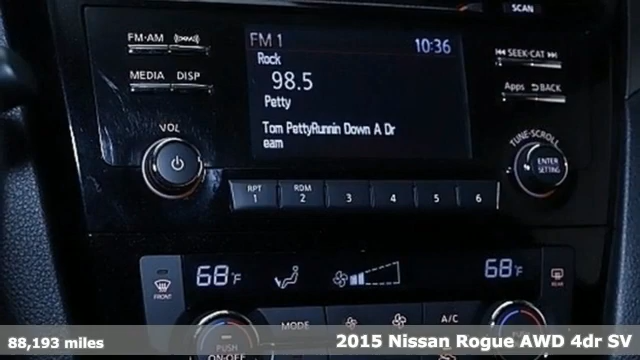 SCAN
FM·AM
FM 1 10:36
SEEK·CAT
Rock
98.5
MEDIA DISP
Apps BACK
Petty
Tom PettyRunnin Down A Dr
eam
VOL
TUNE·SCROLL
ENTER
SETTING
RPT RDM
1 2 3 4 5 6
68°F 68°F
FRONT
REAR
MODE A/C
PUSH
ON·OFF
88,193 miles 2015 Nissan Rogue AWD 4dr SV